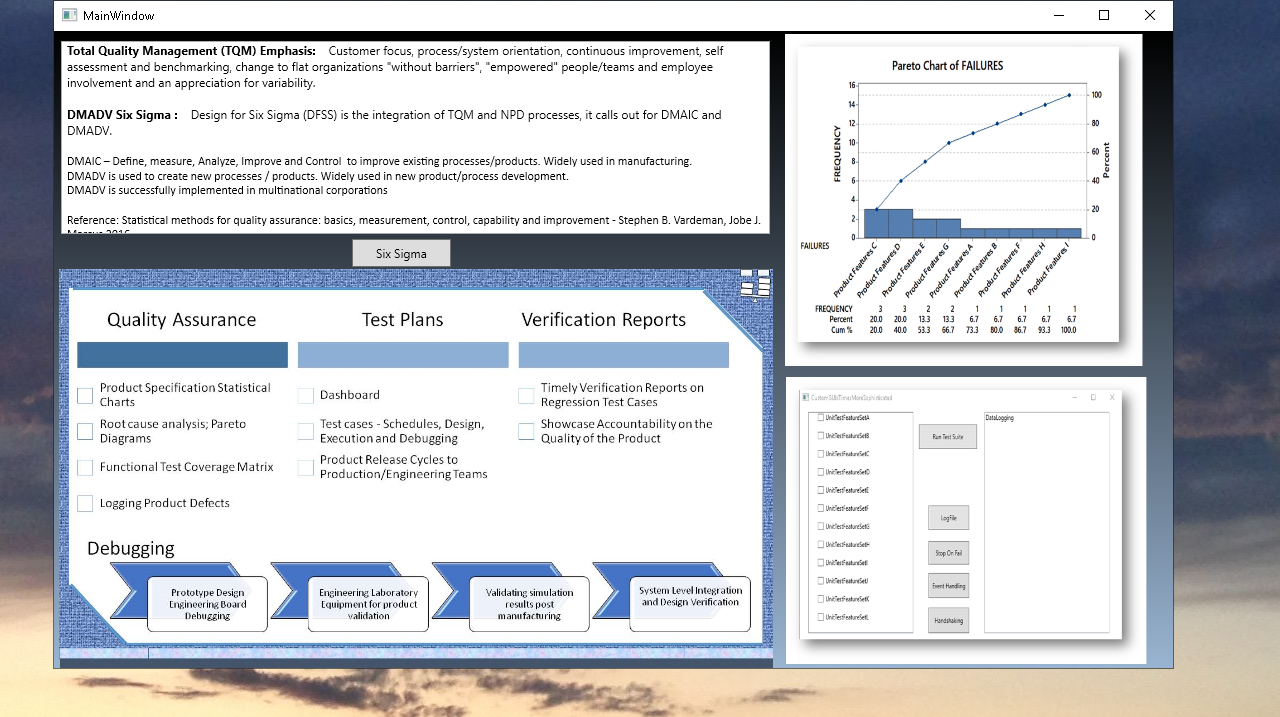 MainWindow
Total Quality Management (TQM) Emphasis: Customer focus, process/system orientation, continuous improvement, self
assessment and benchmarking, change to flat organizations "without barriers", "empowered" people/teams and employee
involvement and an appreciation for variability.
DMADV Six Sigma : Design for Six Sigma (DFSS) is the integration of TQM and NPD processes, it calls out for DMAIC and
DMADV.
DMAIC – Define, measure, Analyze, Improve and Control to improve existing processes/products. Widely used in manufacturing.
DMADV is used to create new processes / products. Widely used in new product/process development.
DMADV is successfully implemented in multinational corporations
Reference: Statistical methods for quality assurance: basics, measurement, control, capability and improvement - Stephen B. Vardeman, Jobe J.
Six Sigma
Quality Assurance
Product Specification Statistical
Charts
Root cause analysis; Pareto
Diagrams
Functional Test Coverage Matrix
Logging Product Defects
Test Plans
Dashboard
Test cases - Schedules, Design,
Execution and Debugging
Product Release Cycles to
Production/Engineering Teams
Verification Reports
Timely Verification Reports on
Regression Test Cases
Showcase Accountability on the
Quality of the Product
Debugging
Prototype Design
Engineering Board
Debugging
Engineering Laboratory
Equipment for product
validation
Validating simulation
results post
manufacturing
System Level Integration
and Design Verification
Pareto Chart of FAILURES
FREQUENCY
16
14
12
10
8
6
4
2
0
Percent
100
80
60
40
20
0
FAILURES
Product Features C
Product Features D
Product Features E
Product Features G
Product Features A
Product Features B
Product Features F
Product Features H
Product Features I
FREQUENCY 3 3 2 2 1 1 1 1 1
Percent 20.0 20.0 13.3 13.3 6.7 6.7 6.7 6.7 6.7
Cum % 20.0 40.0 53.3 66.7 73.3 80.0 86.7 93.3 100.0
UnitTestFeatureSetA
UnitTestFeatureSetB
UnitTestFeatureSetC
UnitTestFeatureSetD
UnitTestFeatureSetE
UnitTestFeatureSetF
UnitTestFeatureSetG
UnitTestFeatureSetH
UnitTestFeatureSetI
UnitTestFeatureSetJ
UnitTestFeatureSetK
UnitTestFeatureSetL
Run Test Suite
LogFile
Stop On Fail
Event Handling
Handshaking
DataLogging